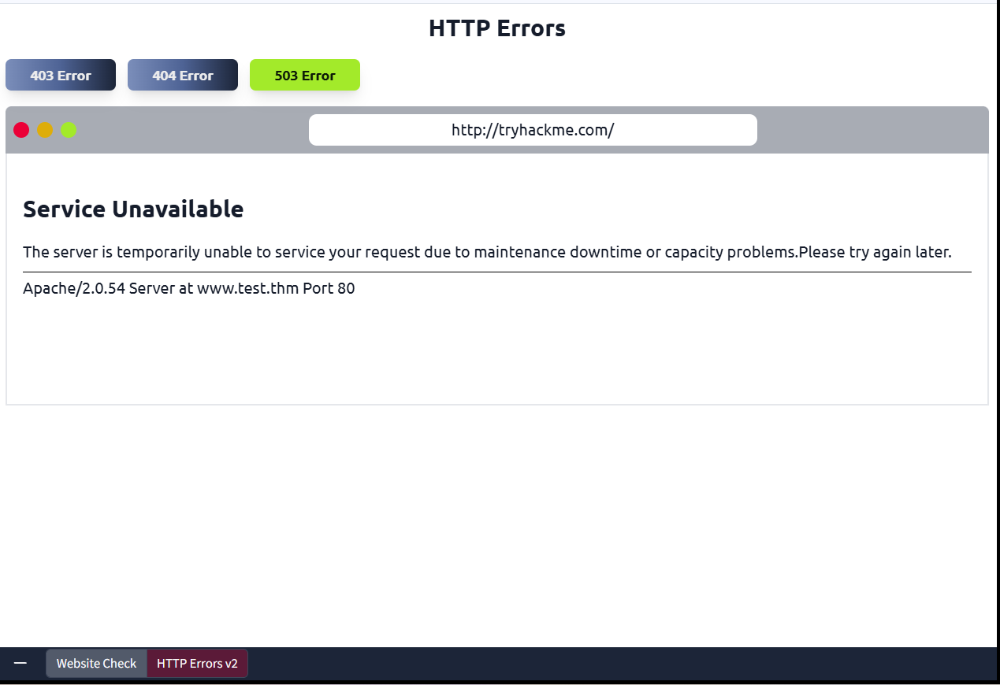 HTTP Errors
403 Error 404 Error 503 Error
http://tryhackme.com/
Service Unavailable
The server is temporarily unable to service your request due to maintenance downtime or capacity problems.Please try again later.
Apache/2.0.54 Server at www.test.thm Port 80
Website Check HTTP Errors v2